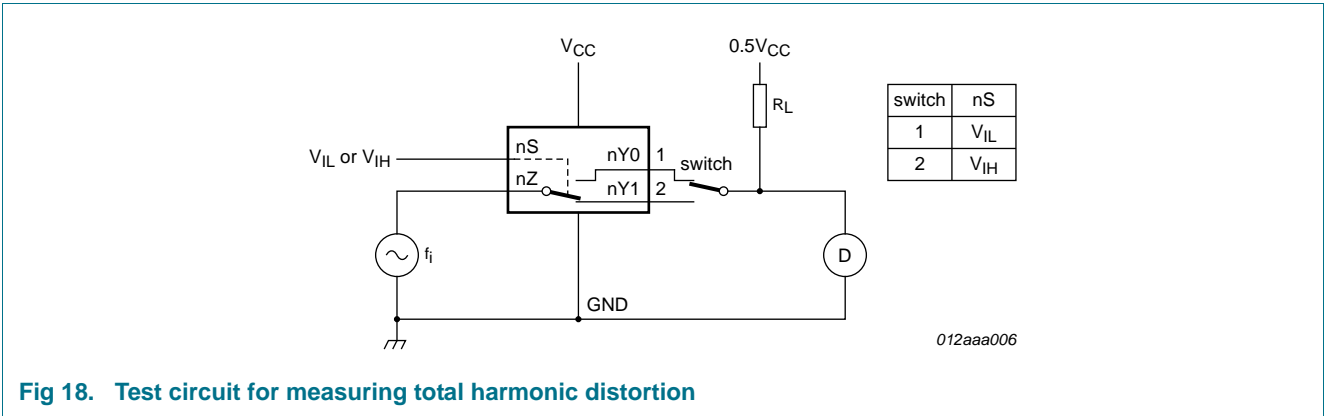 VCC
0.5VCC
RL
switch nS
1 VIL
2 VIH
VIL or VIH
nS
nZ
nY0 1
nY1 2
switch
fi
D
GND
012aaa006
Fig 18. Test circuit for measuring total harmonic distortion